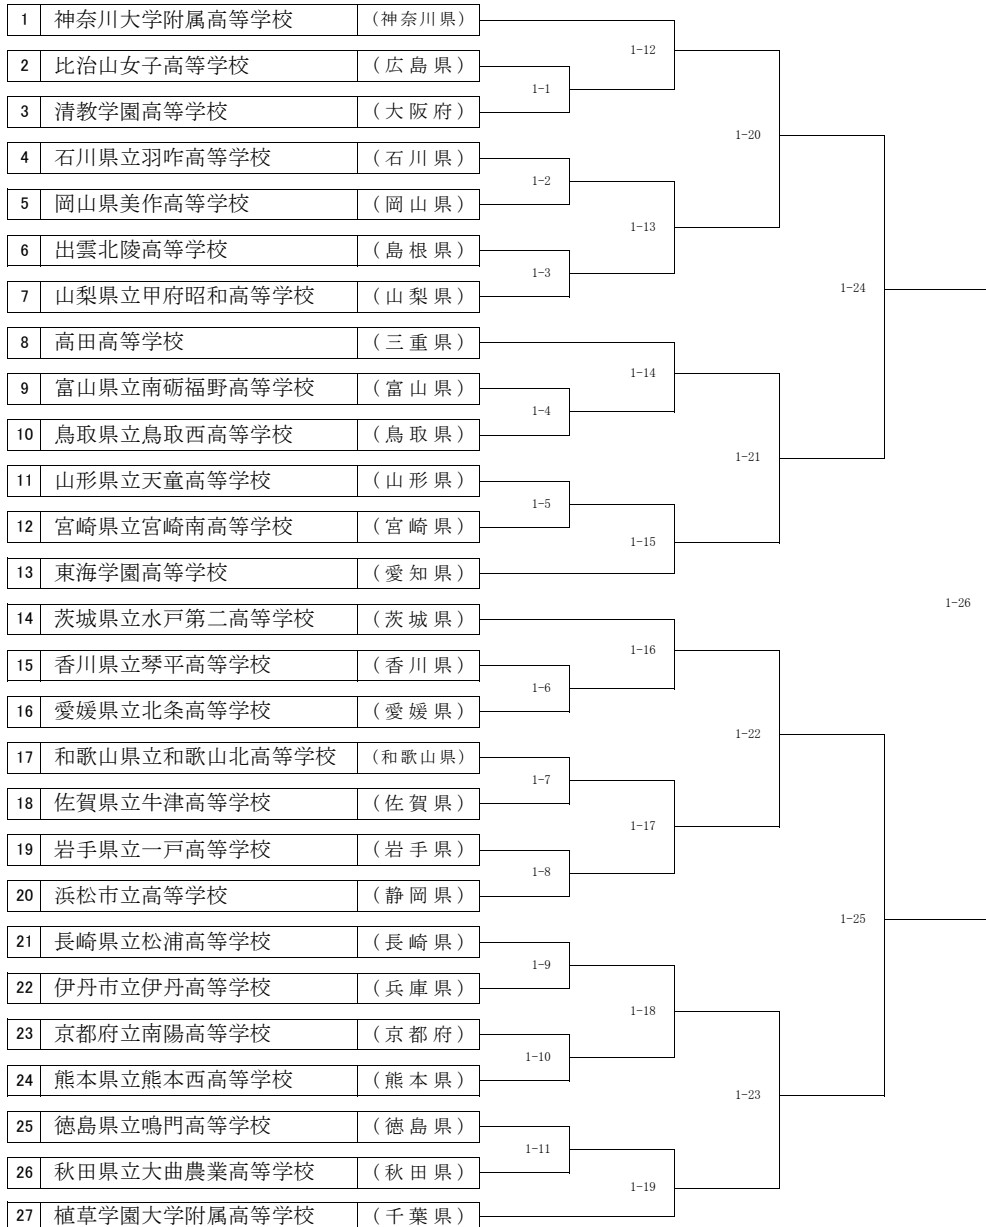 1 神奈川大学附属高等学校 （神奈川県）
1-12
2 比治山女子高等学校 （広島県）
1-1
3 清教学園高等学校 （大阪府）
1-20
4 石川県立羽咋高等学校 （石川県）
1-2
5 岡山県美作高等学校 （岡山県）
1-13
6 出雲北陵高等学校 （島根県）
1-3
1-24
7 山梨県立甲府昭和高等学校 （山梨県）
8 高田高等学校 （三重県）
1-14
9 富山県立南砺福野高等学校 （富山県）
1-4
10 鳥取県立鳥取西高等学校 （鳥取県）
1-21
11 山形県立天童高等学校 （山形県）
1-5
12 宮崎県立宮崎南高等学校 （宮崎県）
1-15
13 東海学園高等学校 （愛知県）
1-26
14 茨城県立水戸第二高等学校 （茨城県）
1-16
15 香川県立琴平高等学校 （香川県）
1-6
16 愛媛県立北条高等学校 （愛媛県）
1-22
17 和歌山県立和歌山北高等学校 （和歌山県）
1-7
18 佐賀県立牛津高等学校 （佐賀県）
1-17
19 岩手県立一戸高等学校 （岩手県）
1-8
20 浜松市立高等学校 （静岡県）
1-25
21 長崎県立松浦高等学校 （長崎県）
1-9
22 伊丹市立伊丹高等学校 （兵庫県）
1-18
23 京都府立南陽高等学校 （京都府）
1-10
24 熊本県立熊本西高等学校 （熊本県）
1-23
25 徳島県立鳴門高等学校 （徳島県）
1-11
26 秋田県立大曲農業高等学校 （秋田県）
1-19
27 植草学園大学附属高等学校 （千葉県）